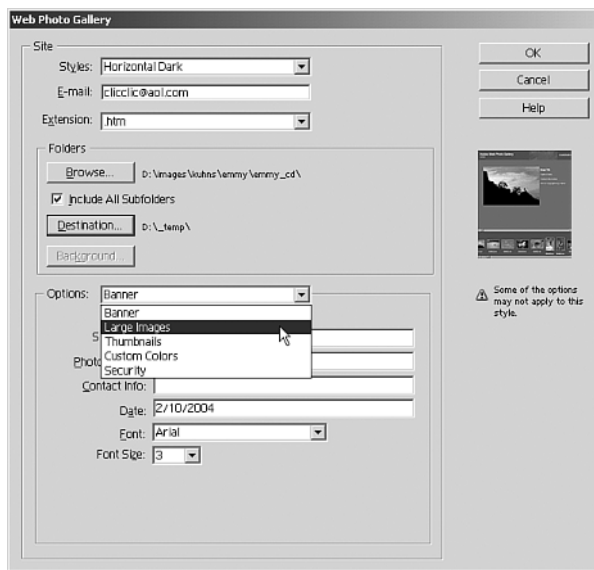 Web Photo Gallery
Site
Styles: Horizontal Dark
E-mail: clicclic@aol.com
Extension: .htm
Folders
Browse... D:\images\kuhns\emmy\emmy_cd\
Include All Subfolders
Destination... D:\_temp\
Background...
Options: Banner
Banner
Large Images
Thumbnails
Custom Colors
Security
Contact Info:
Date: 2/10/2004
Font: Arial
Font Size: 3
OK
Cancel
Help
Some of the options
may not apply to this
style.